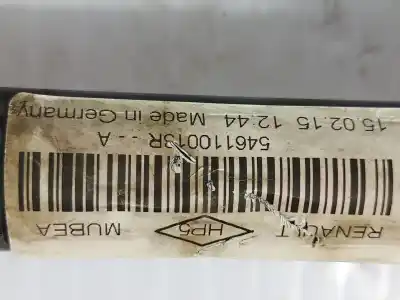 RENAULT HP5 MUBEA
546110013R -- A
15.02.15 12:44 Made in Germany